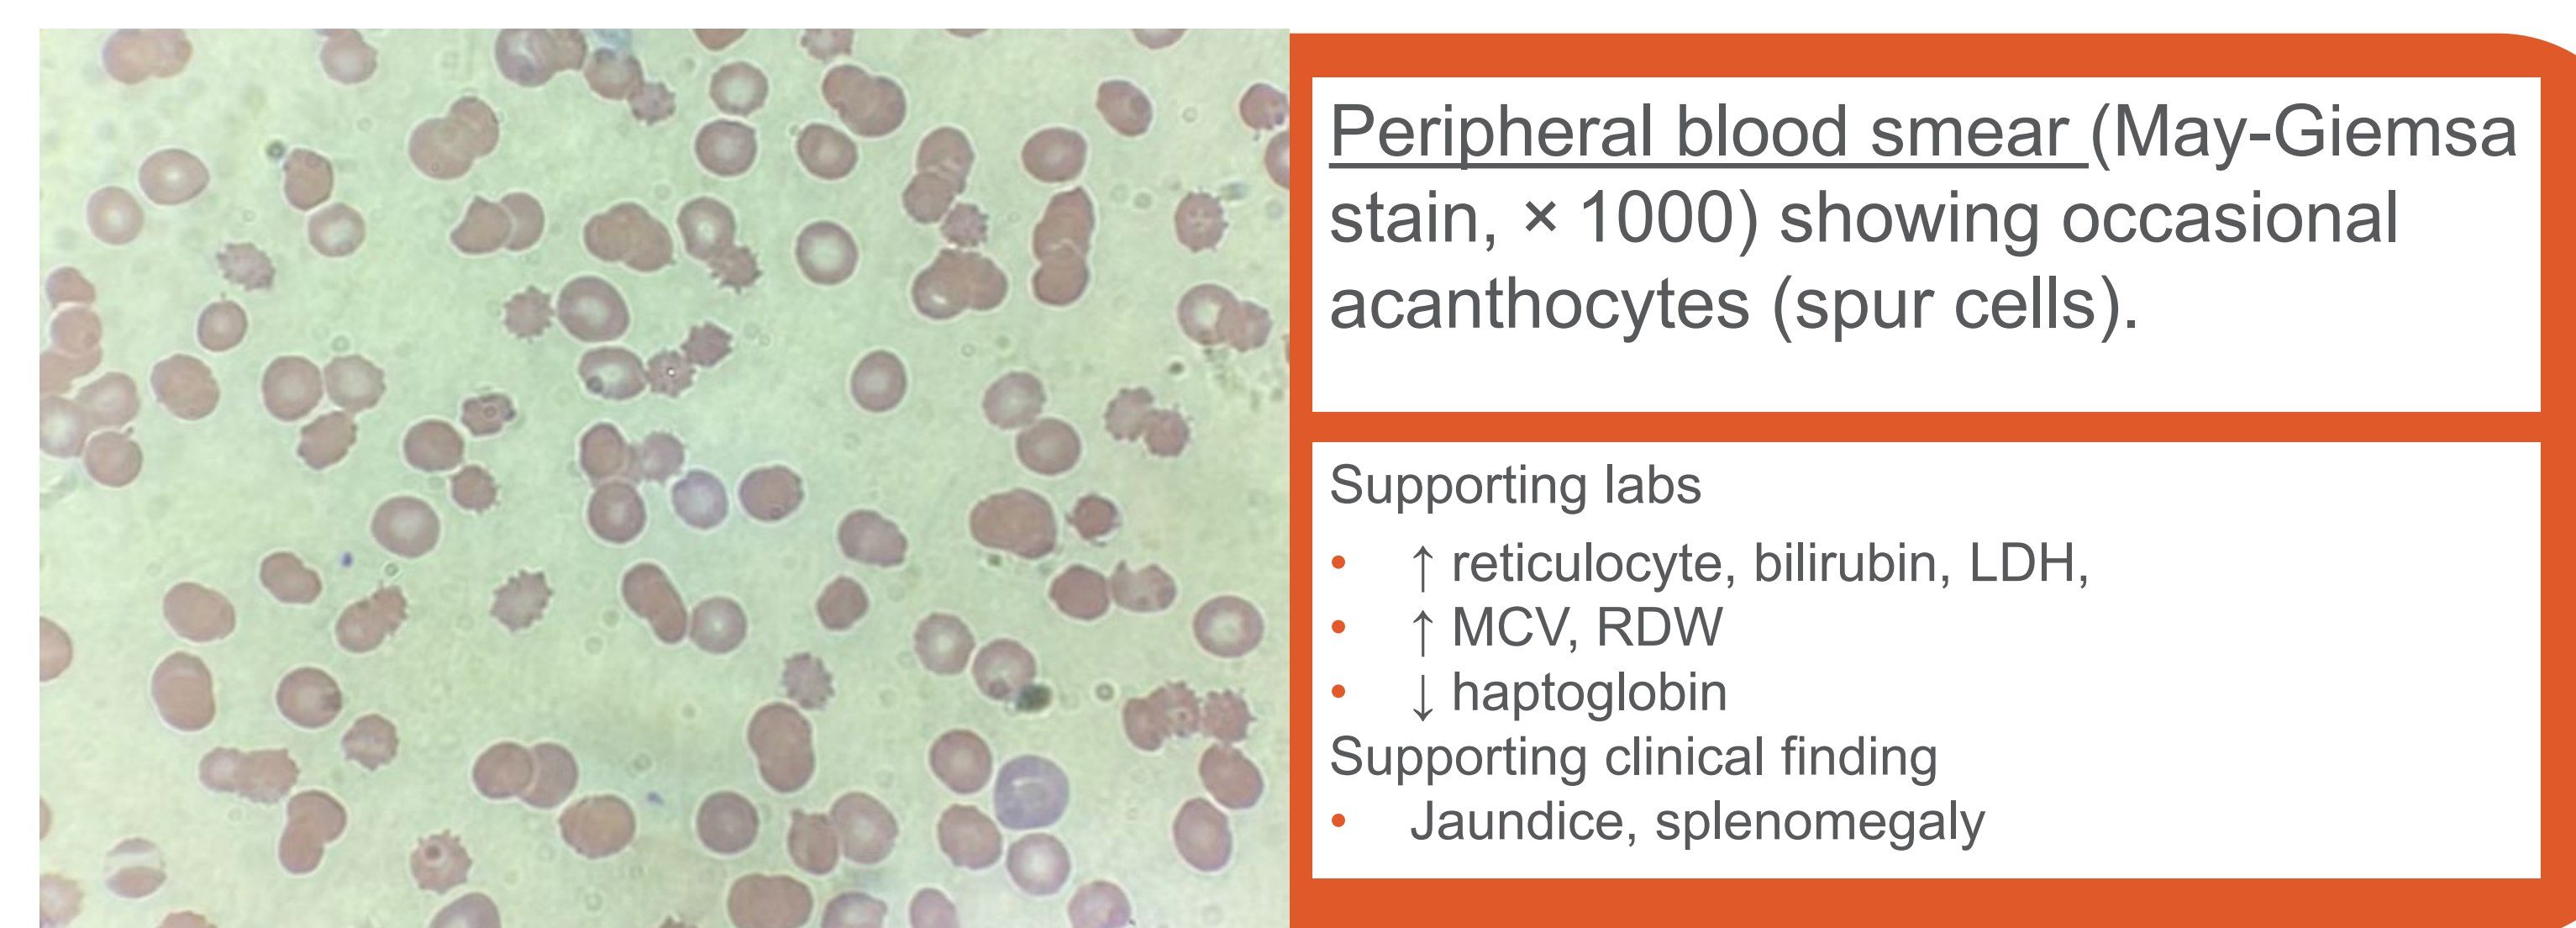 Peripheral blood smear (May-Giemsa
stain, × 1000) showing occasional
acanthocytes (spur cells).
Supporting labs
• ↑ reticulocyte, bilirubin, LDH,
• ↑ MCV, RDW
• ↓ haptoglobin
Supporting clinical finding
• Jaundice, splenomegaly